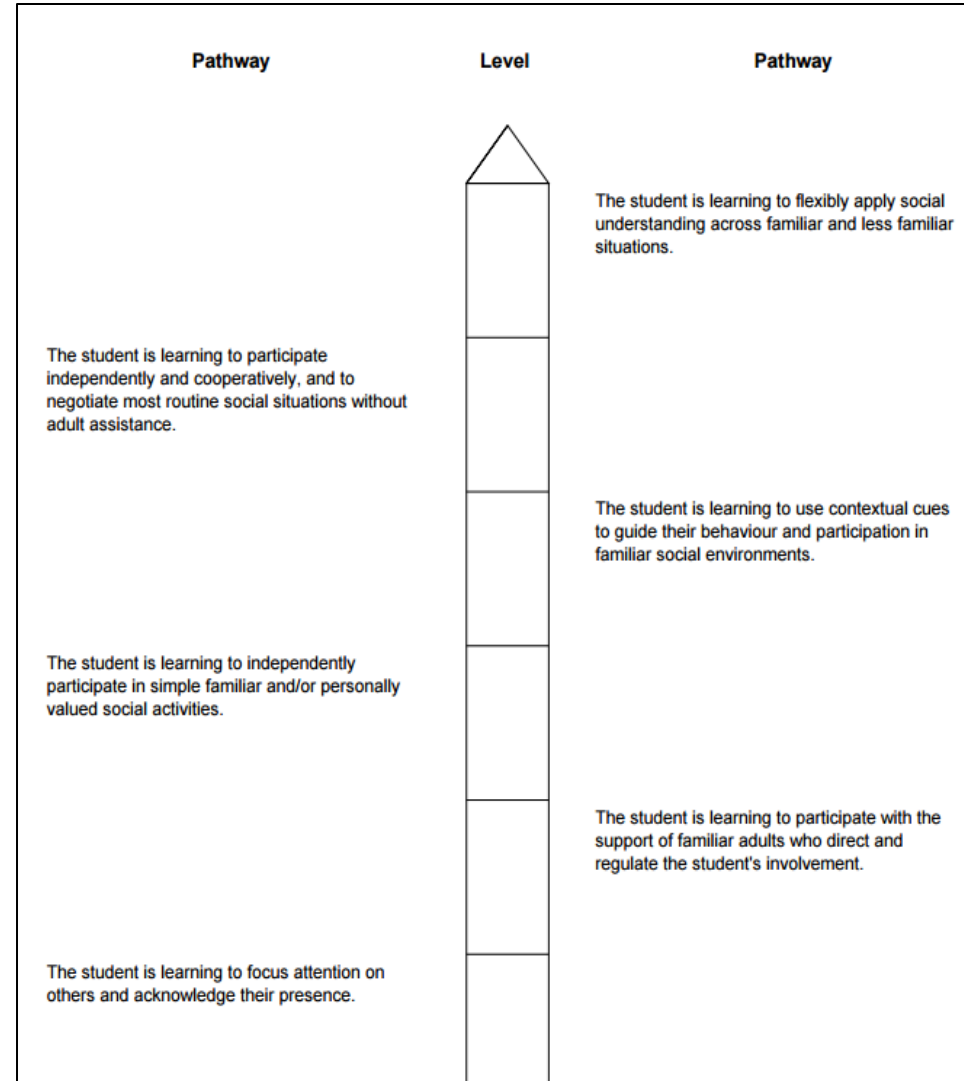 Pathway Level Pathway
The student is learning to flexibly apply social
understanding across familiar and less familiar
situations.
The student is learning to participate
independently and cooperatively, and to
negotiate most routine social situations without
adult assistance.
The student is learning to use contextual cues
to guide their behaviour and participation in
familiar social environments.
The student is learning to independently
participate in simple familiar and/or personally
valued social activities.
The student is learning to participate with the
support of familiar adults who direct and
regulate the student's involvement.
The student is learning to focus attention on
others and acknowledge their presence.